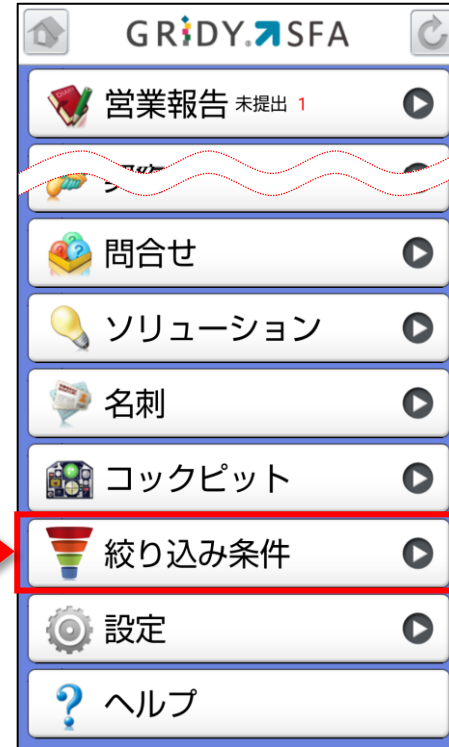 GRIDY.SFA
営業報告 未提出 1
問合せ
ソリューション
名刺
コックピット
絞り込み条件
設定
ヘルプ